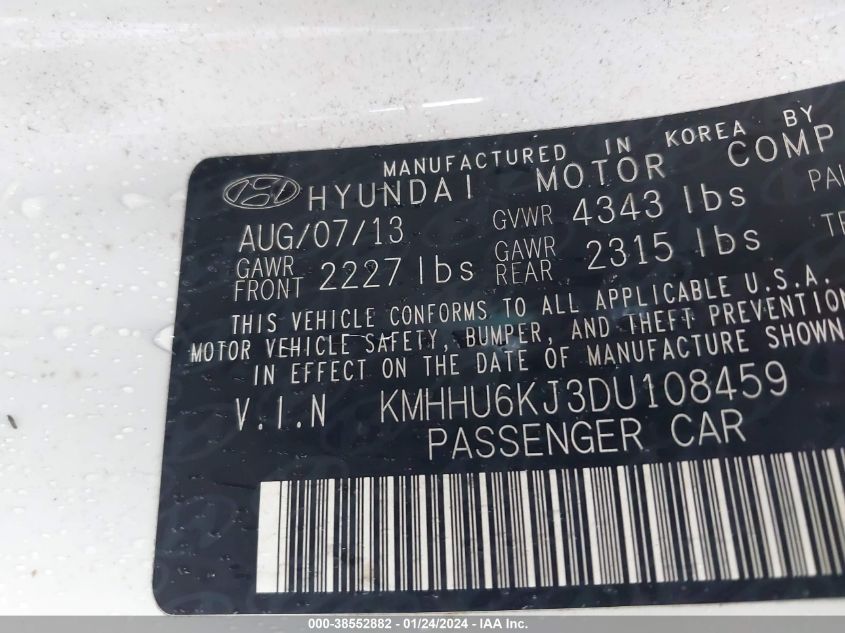 MANUFACTURED IN KOREA BY
HYUNDAI MOTOR COMP
AUG/07/13 GVWR 4343 lbs PAI
GAWR FRONT 2227 lbs GAWR REAR 2315 lbs TR
THIS VEHICLE CONFORMS TO ALL APPLICABLE U.S.A.
MOTOR VEHICLE SAFETY, BUMPER, AND THEFT PREVENTION
IN EFFECT ON THE DATE OF MANUFACTURE SHOWN
V.I.N KMHHU6KJ3DU108459
PASSENGER CAR
000-38552882 - 01/24/2024 - IAA Inc.